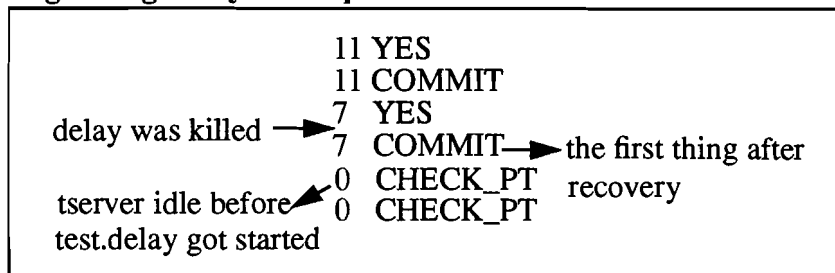 11 YES
11 COMMIT
7 YES
delay was killed
7 COMMIT
the first thing after
recovery
0 CHECK_PT
tserver idle before
0 CHECK_PT
test.delay got started